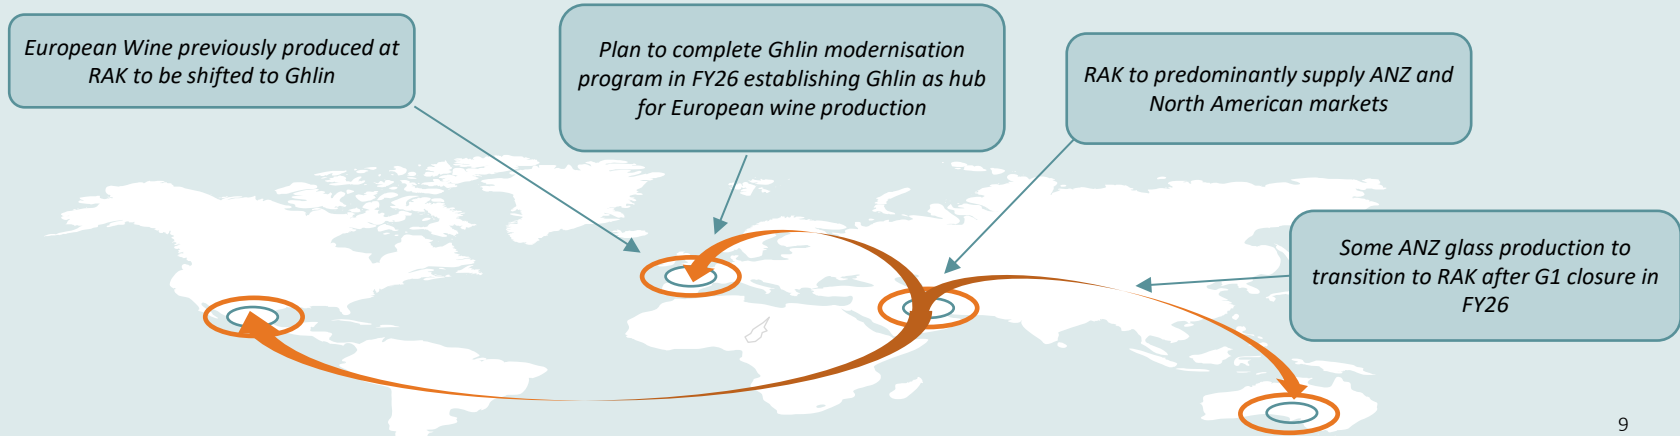 European Wine previously produced at
RAK to be shifted to Ghlin
Plan to complete Ghlin modernisation
program in FY26 establishing Ghlin as hub
for European wine production
RAK to predominantly supply ANZ and
North American markets
Some ANZ glass production to
transition to RAK after G1 closure in
FY26
9